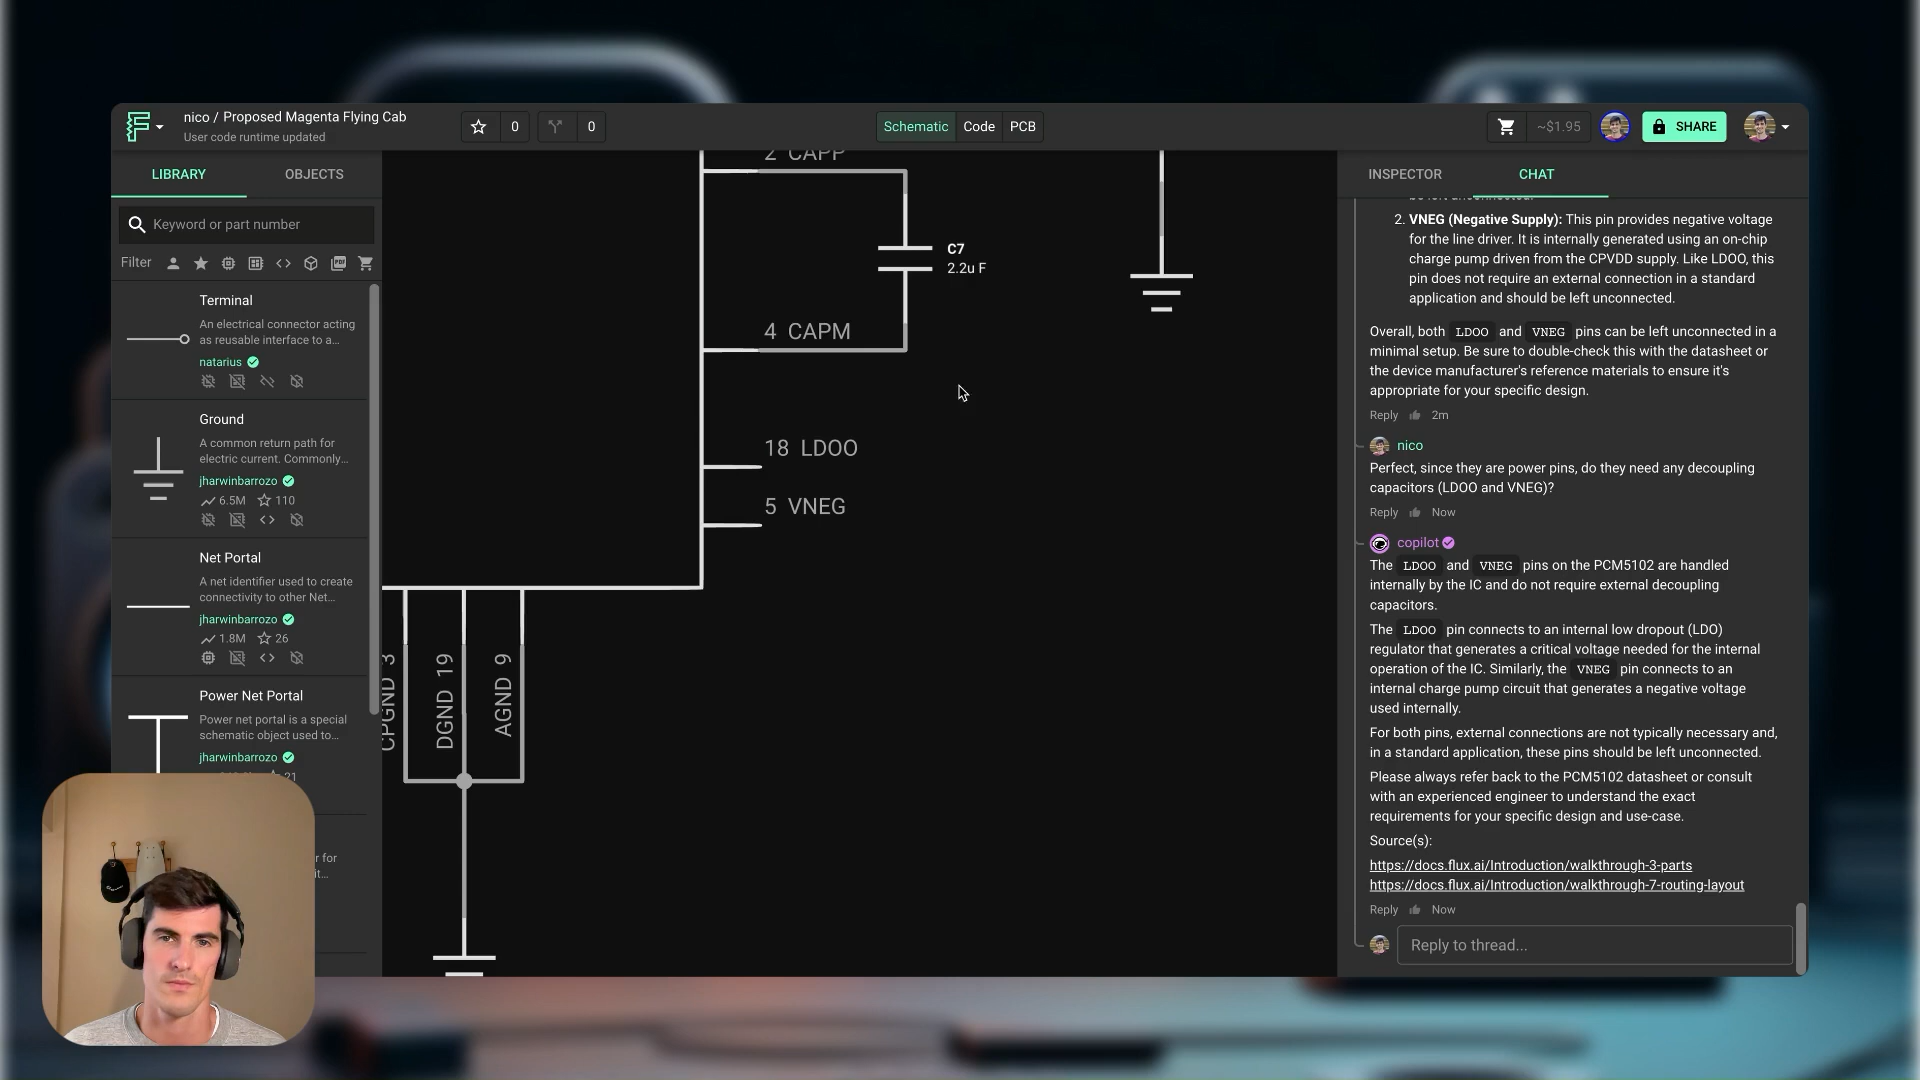 nico / Proposed Magenta Flying Cab
User code runtime updated
0
0
Schematic
Code
PCB
~$1.95
SHARE
LIBRARY
OBJECTS
Keyword or part number
Filter
Terminal
An electrical connector acting
as reusable interface to a...
natarius
Ground
A common return path for
electric current. Commonly...
jharwinbarrozo
6.5M
110
Net Portal
A net identifier used to create
connectivity to other Net...
jharwinbarrozo
1.8M
26
Power Net Portal
Power net portal is a special
schematic object used to...
jharwinbarrozo
21
r for
it...
2 CAPP
C7
2.2u F
4 CAPM
18 LDOO
5 VNEG
CPGND 3
DGND 19
AGND 9
INSPECTOR
CHAT
be left unconnected.
2. VNEG (Negative Supply): This pin provides negative voltage
for the line driver. It is internally generated using an on-chip
charge pump driven from the CPVDD supply. Like LDOO, this
pin does not require an external connection in a standard
application and should be left unconnected.
Overall, both LDOO and VNEG pins can be left unconnected in a
minimal setup. Be sure to double-check this with the datasheet or
the device manufacturer's reference materials to ensure it's
appropriate for your specific design.
Reply 2m
nico
Perfect, since they are power pins, do they need any decoupling
capacitors (LDOO and VNEG)?
Reply Now
copilot
The LDOO and VNEG pins on the PCM5102 are handled
internally by the IC and do not require external decoupling
capacitors.
The LDOO pin connects to an internal low dropout (LDO)
regulator that generates a critical voltage needed for the internal
operation of the IC. Similarly, the VNEG pin connects to an
internal charge pump circuit that generates a negative voltage
used internally.
For both pins, external connections are not typically necessary and,
in a standard application, these pins should be left unconnected.
Please always refer back to the PCM5102 datasheet or consult
with an experienced engineer to understand the exact
requirements for your specific design and use-case.
Source(s):
https://docs.flux.ai/Introduction/walkthrough-3-parts
https://docs.flux.ai/Introduction/walkthrough-7-routing-layout
Reply Now
Reply to thread...